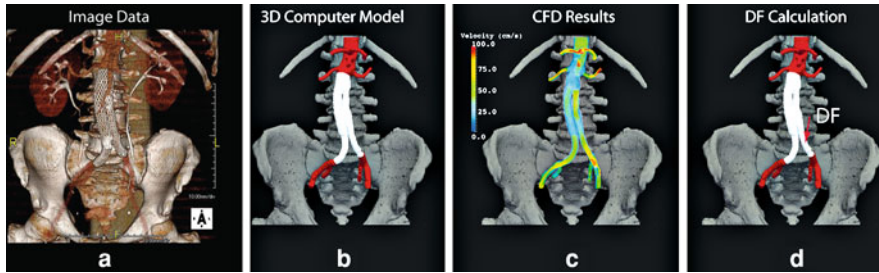 Image Data
3D Computer Model
CFD Results
DF Calculation
Velocity (cm/s)
100.0
75.0
50.0
25.0
0.0
DF
A
a
b
c
d